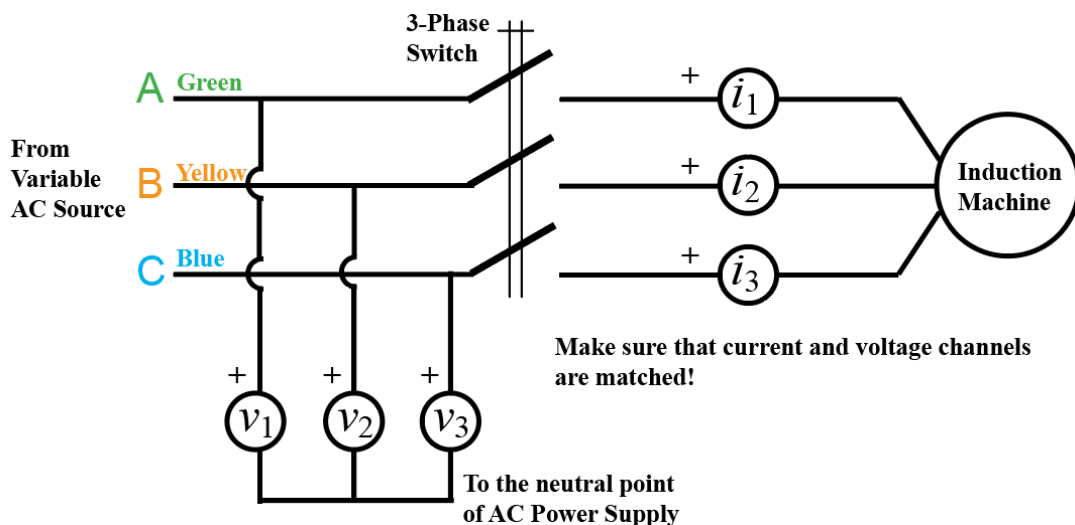 3-Phase
Switch
A Green
+ i1
From
Variable
AC Source
B Yellow
+ i2
Induction
Machine
C Blue
+ i3
Make sure that current and voltage channels
are matched!
+ + +
v1 v2 v3
To the neutral point
of AC Power Supply